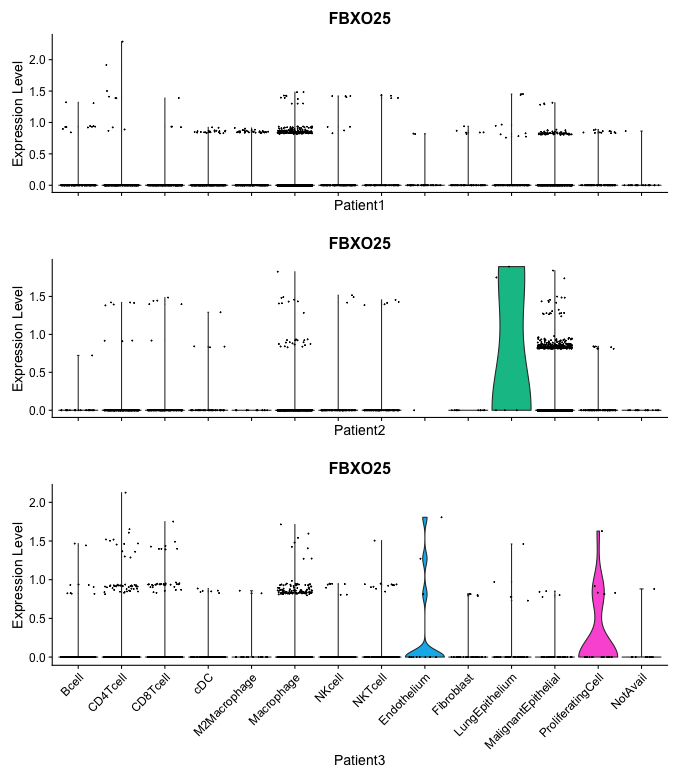 FBXO25
Expression Level
2.0
1.5
1.0
0.5
0.0
Patient1
FBXO25
Expression Level
1.5
1.0
0.5
0.0
Patient2
FBXO25
Expression Level
2.0
1.5
1.0
0.5
0.0
Bcell
CD4Tcell
CD8Tcell
cDC
M2Macrophage
Macrophage
NKcell
NKTcell
Endothelium
Fibroblast
LungEpithelium
MalignantEpithelial
ProliferatingCell
NotAvail
Patient3